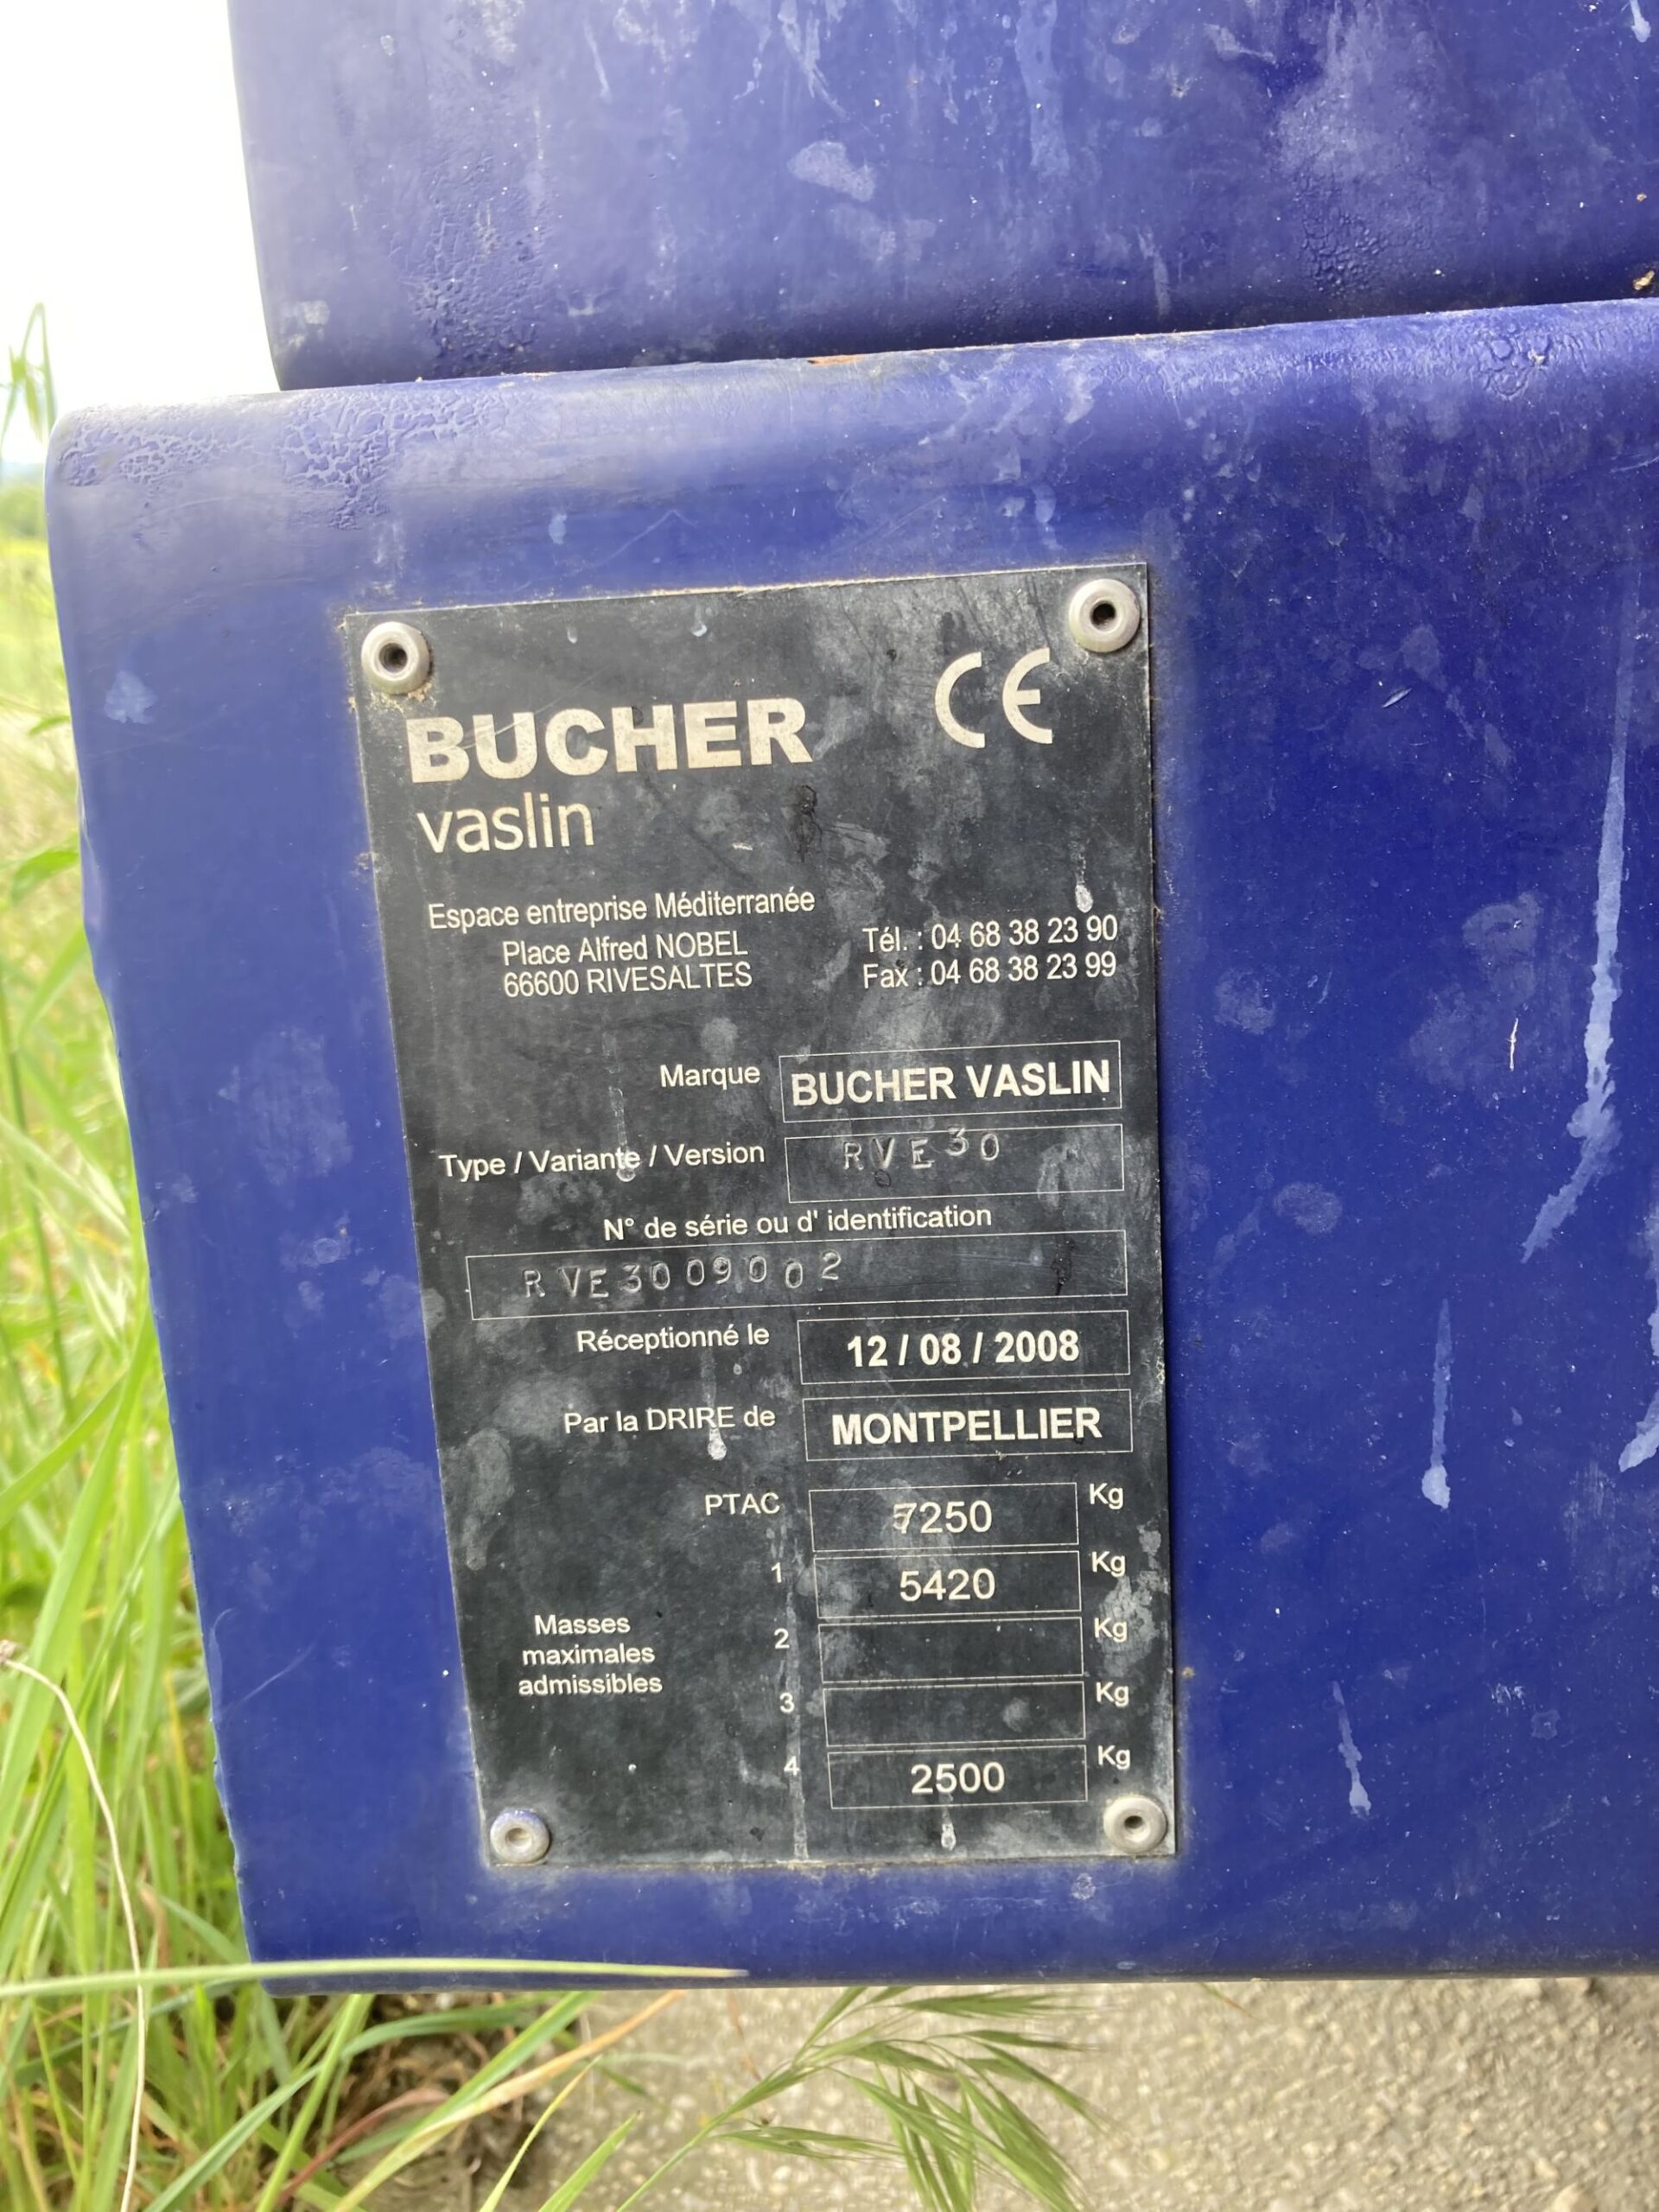 BUCHER CE
vaslin
Espace entreprise Méditerranée
Place Alfred NOBEL
66600 RIVESALTES
Tél. : 04 68 38 23 90
Fax : 04 68 38 23 99
Marque BUCHER VASLIN
Type / Variante / Version RVE30
N° de série ou d' identification
RVE3009002
Réceptionné le 12 / 08 / 2008
Par la DRIRE de MONTPELLIER
PTAC 7250 Kg
Masses maximales admissibles
1 5420 Kg
2 Kg
3 Kg
4 2500 Kg